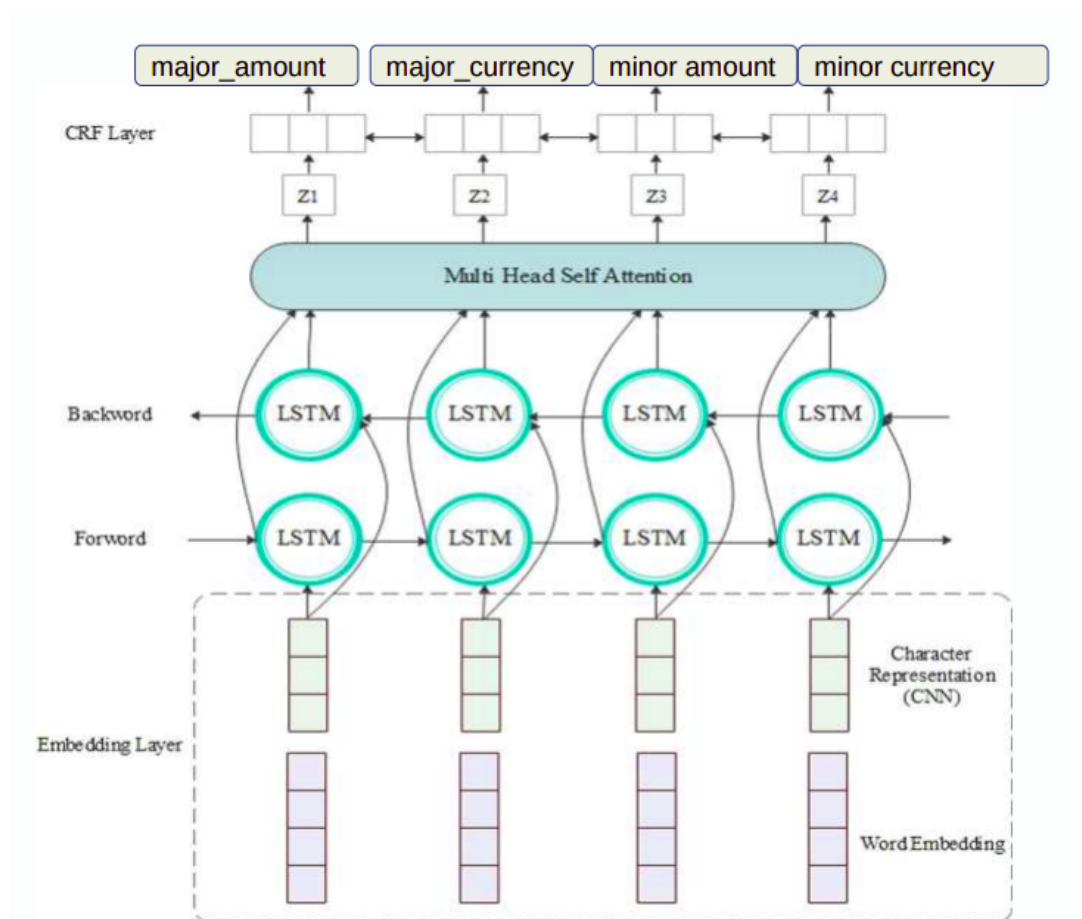 major_amount major_currency minor amount minor currency
CRF Layer
Z1 Z2 Z3 Z4
Multi Head Self Attention
Backword LSTM LSTM LSTM LSTM
Forword LSTM LSTM LSTM LSTM
Character
Representation
(CNN)
Embedding Layer
Word Embedding